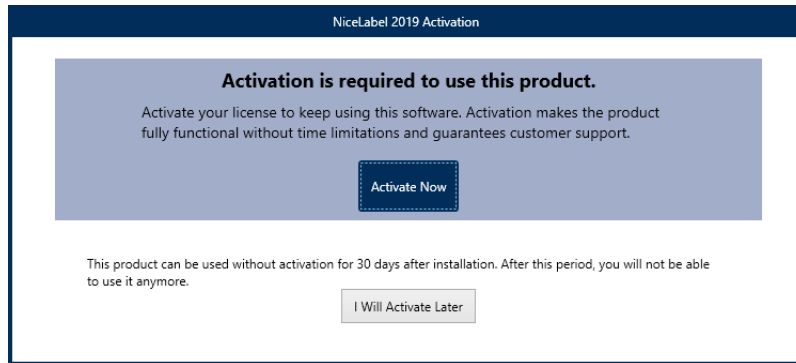 NiceLabel 2019 Activation
Activation is required to use this product.
Activate your license to keep using this software. Activation makes the product
fully functional without time limitations and guarantees customer support.
Activate Now
This product can be used without activation for 30 days after installation. After this period, you will not be able
to use it anymore.
I Will Activate Later